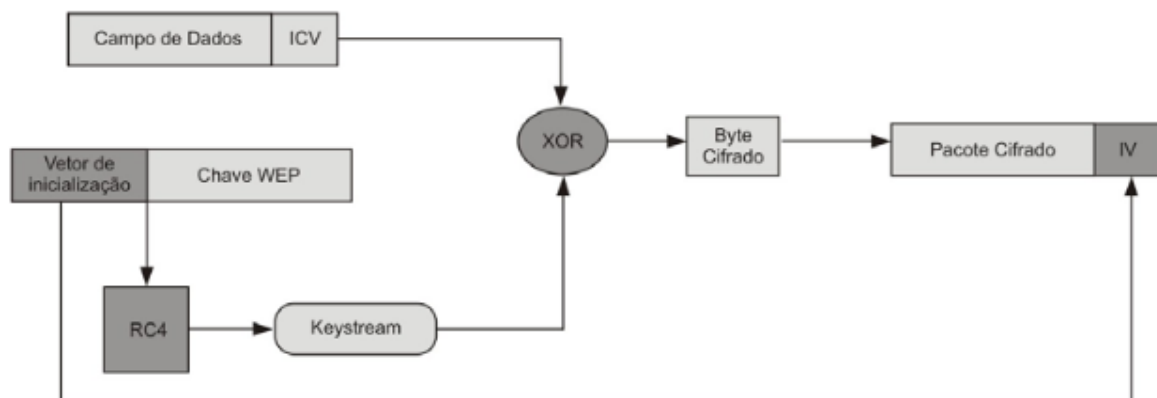 Campo de Dados
ICV
XOR
Byte
Cifrado
Pacote Cifrado
IV
Vetor de
inicialização
Chave WEP
RC4
Keystream